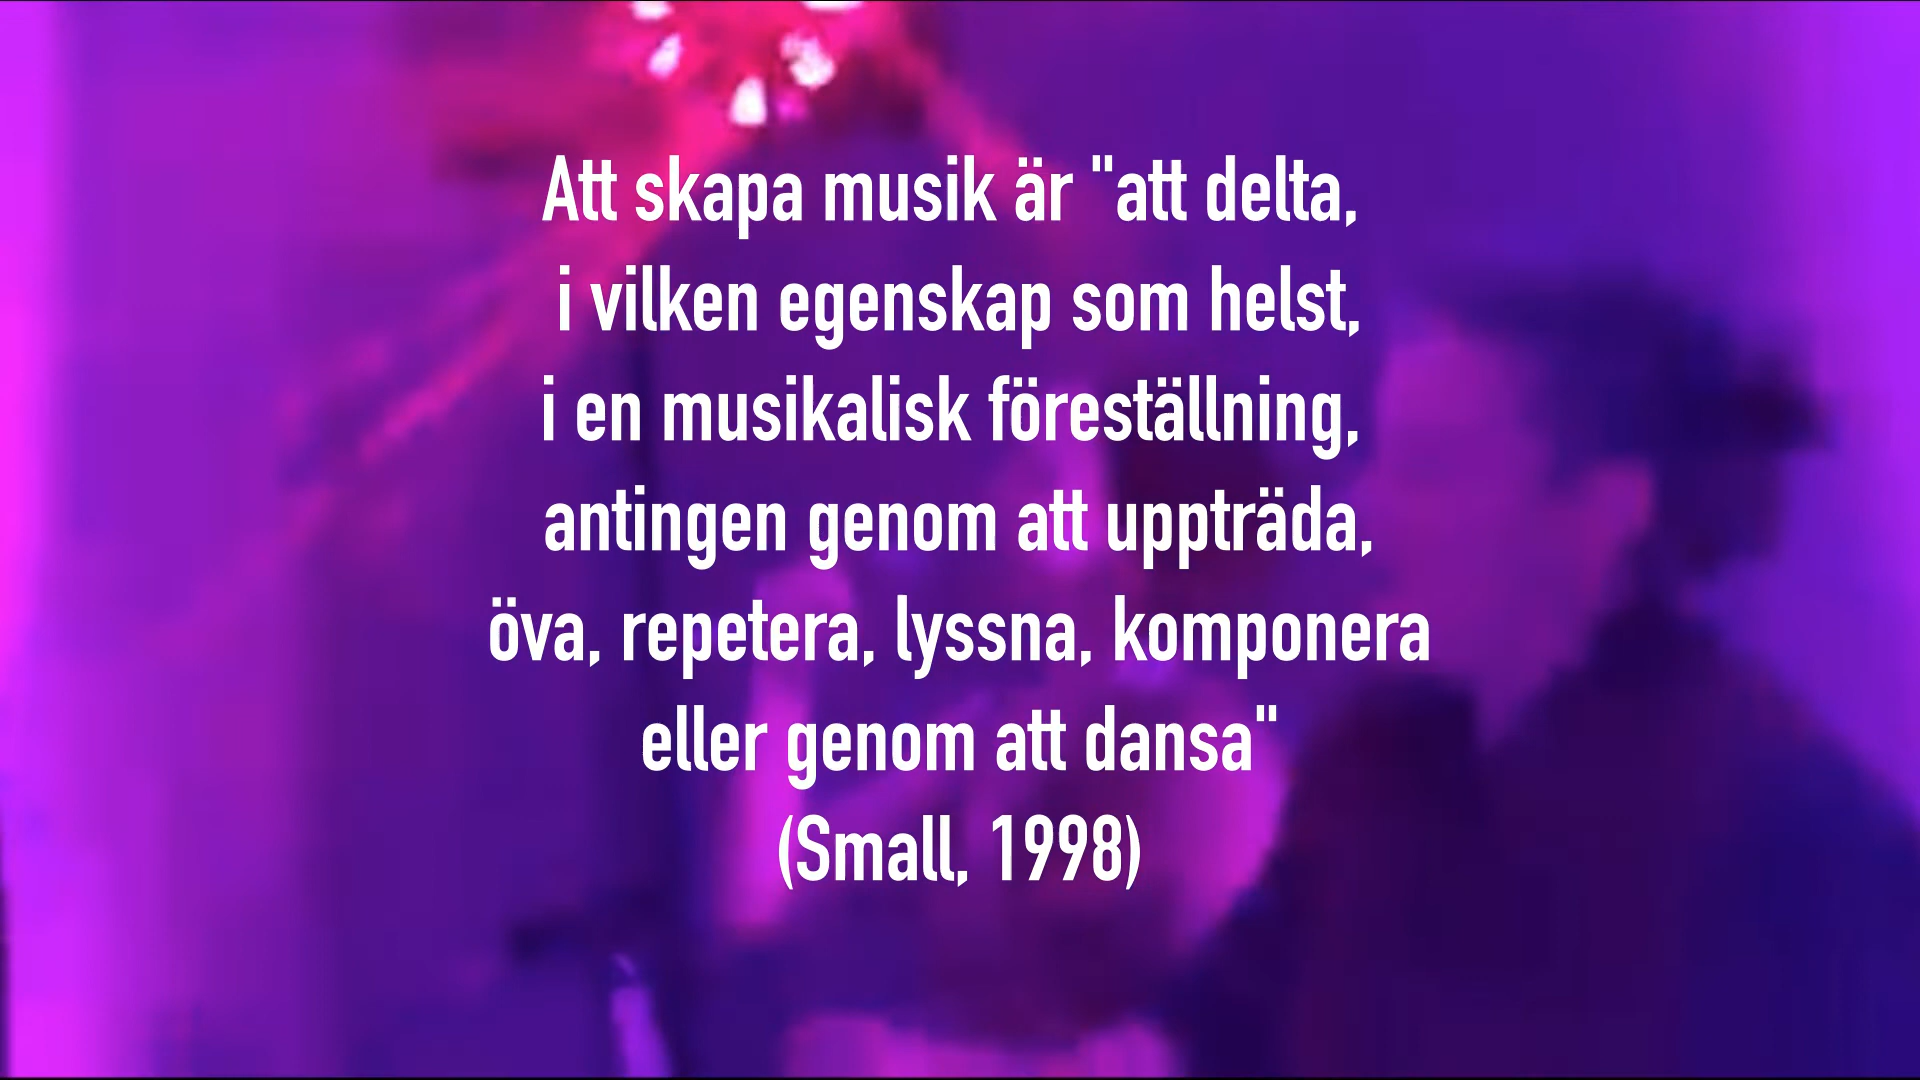 Att skapa musik är "att delta,
i vilken egenskap som helst,
i en musikalisk föreställning,
antingen genom att uppträda,
öva, repetera, lyssna, komponera
eller genom att dansa"
(Small, 1998)